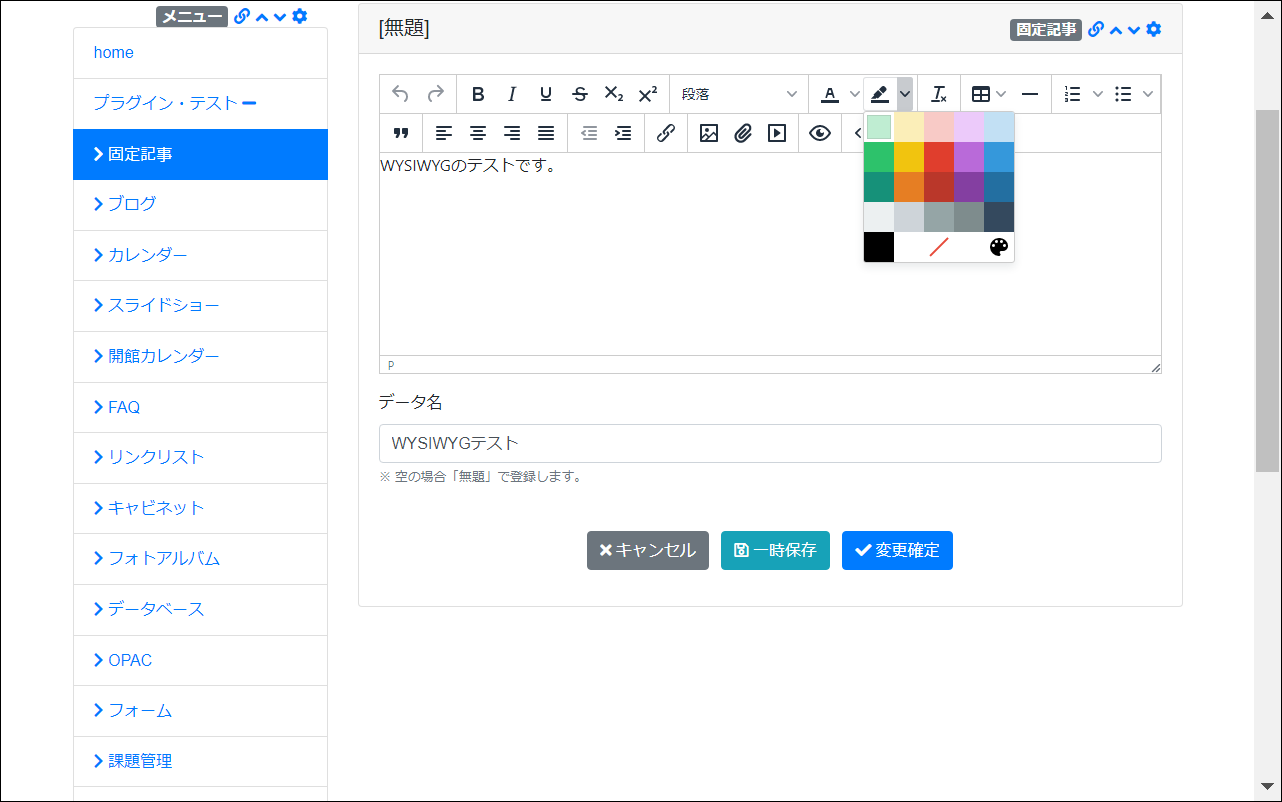 メニュー
home
プラグイン・テスト
固定記事
ブログ
カレンダー
スライドショー
開館カレンダー
FAQ
リンクリスト
キャビネット
フォトアルバム
データベース
OPAC
フォーム
課題管理
[無題]
固定記事
B I U S X₂ X² 段落 A
WYSIWYGのテストです。
P
データ名
WYSIWYGテスト
※ 空の場合「無題」で登録します。
キャンセル 一時保存 変更確定